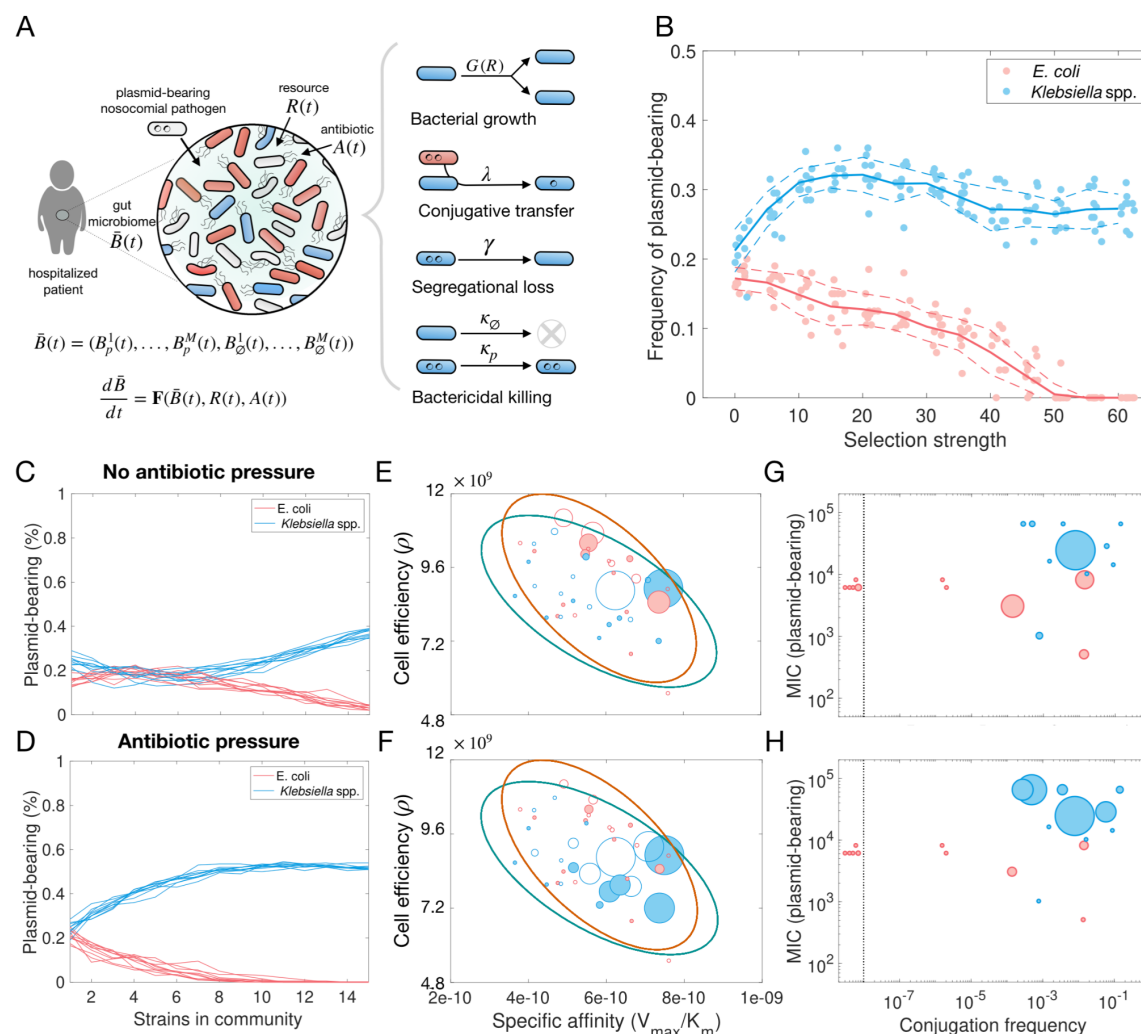 A
plasmid-bearing
nosocomial pathogen
resource
R(t)
antibiotic
A(t)
gut
microbiome
B̄(t)
hospitalized
patient
B̄(t) = (B_p^1(t), . . . , B_p^M(t), B_∅^1(t), . . . , B_∅^M(t))
dB̄/dt = F(B̄(t), R(t), A(t))
G(R)
Bacterial growth
λ
Conjugative transfer
γ
Segregational loss
κ_∅
κ_p
Bactericidal killing
B
Frequency of plasmid-bearing
0.5
0.4
0.3
0.2
0.1
0
E. coli
Klebsiella spp.
0 10 20 30 40 50 60
Selection strength
C
No antibiotic pressure
Plasmid-bearing (%)
1
0.8
0.6
0.4
0.2
0
E. coli
Klebsiella spp.
D
Antibiotic pressure
Plasmid-bearing (%)
1
0.8
0.6
0.4
0.2
0
E. coli
Klebsiella spp.
2 4 6 8 10 12 14
Strains in community
E
× 10^9
Cell efficiency (ρ)
12
9.6
7.2
4.8
F
× 10^9
Cell efficiency (ρ)
12
9.6
7.2
4.8
2e-10 4e-10 6e-10 8e-10 1e-09
Specific affinity (V_max/K_m)
G
MIC (plasmid-bearing)
10^5
10^4
10^3
10^2
H
MIC (plasmid-bearing)
10^5
10^4
10^3
10^2
10^-7 10^-5 10^-3 10^-1
Conjugation frequency